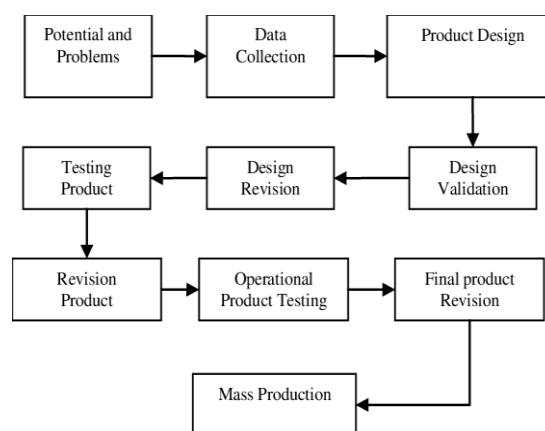 Potential and
Problems
Data
Collection
Product Design
Design
Validation
Design
Revision
Testing
Product
Revision
Product
Operational
Product Testing
Final product
Revision
Mass Production